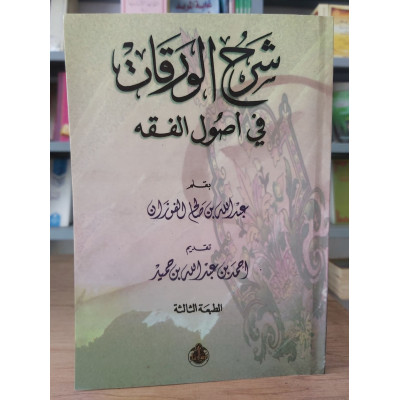 شرح الورقات
في أصول الفقه
بقلم
عبد الله بن صالح الفوزان
تقديم
أحمد بن عبد الله بن حميد
الطبعة الثالثة